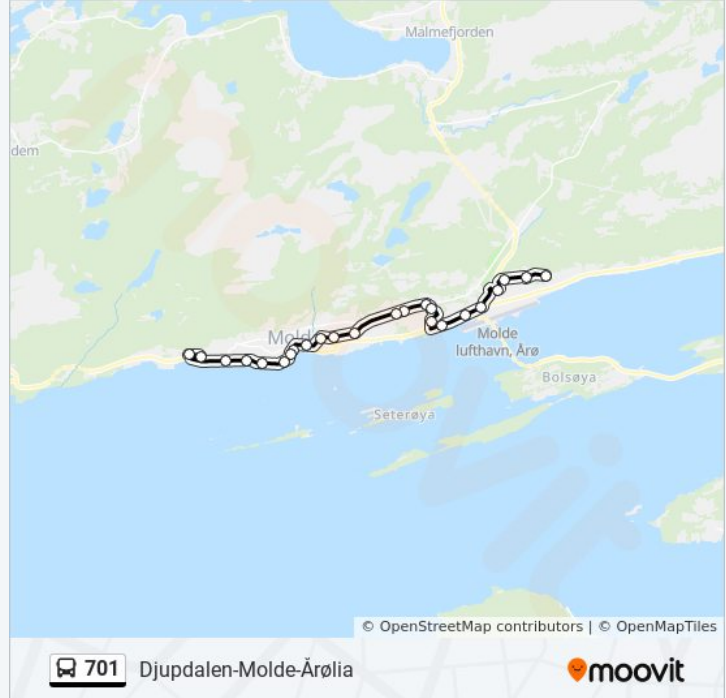 Malmefjorden
dem
Molde
Molde
lufthavn, Årø
Bolsøya
Seterøya
© OpenStreetMap contributors | © OpenMapTiles
701 Djupdalen-Molde-Årølia
moovit